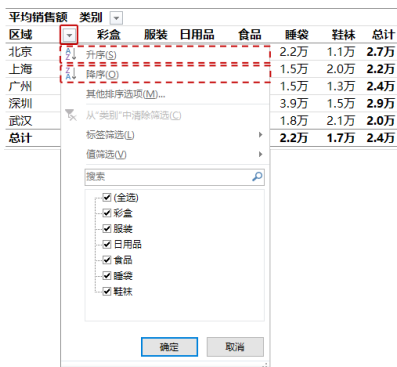 平均销售额 类别
区域 彩盒 服装 日用品 食品 睡袋 鞋袜 总计
北京 2.2万 1.1万 2.7万
上海 1.5万 2.0万 2.2万
广州 1.5万 1.3万 2.4万
深圳 3.9万 1.5万 2.9万
武汉 1.8万 2.1万 2.0万
总计 2.2万 1.7万 2.4万
升序(S)
降序(O)
其他排序选项(M)...
从"类别"中清除筛选(C)
标签筛选(L)
值筛选(V)
搜索
(全选)
彩盒
服装
日用品
食品
睡袋
鞋袜
确定 取消